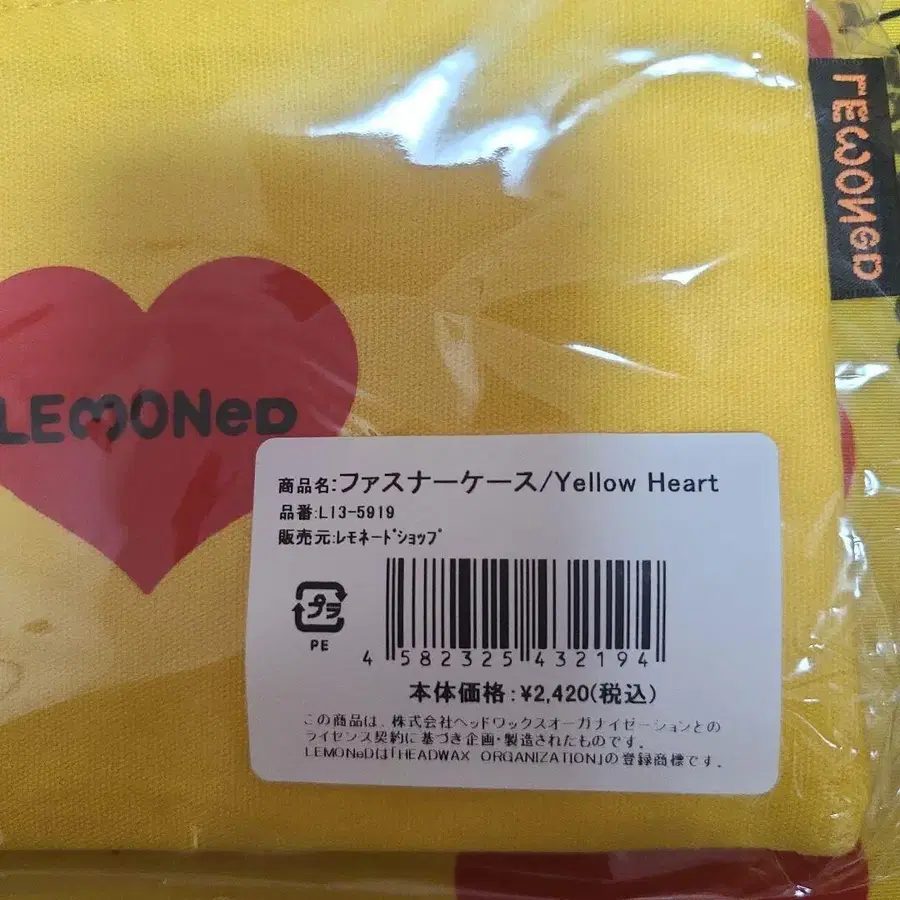 LEMONeD
LEMONeD
商品名:ファスナーケース/Yellow Heart
品番:L13-5919
販売元:ﾚﾓﾈｰﾄﾞｼｮｯﾌﾟ
プラ
PE
4 582325 432194
本体価格:¥2,420(税込)
この商品は、株式会社ヘッドワックスオーガナイゼーションとの
ライセンス契約に基づき企画・製造されたものです。
LEMONeDは「HEADWAX ORGANIZATION」の登録商標です。